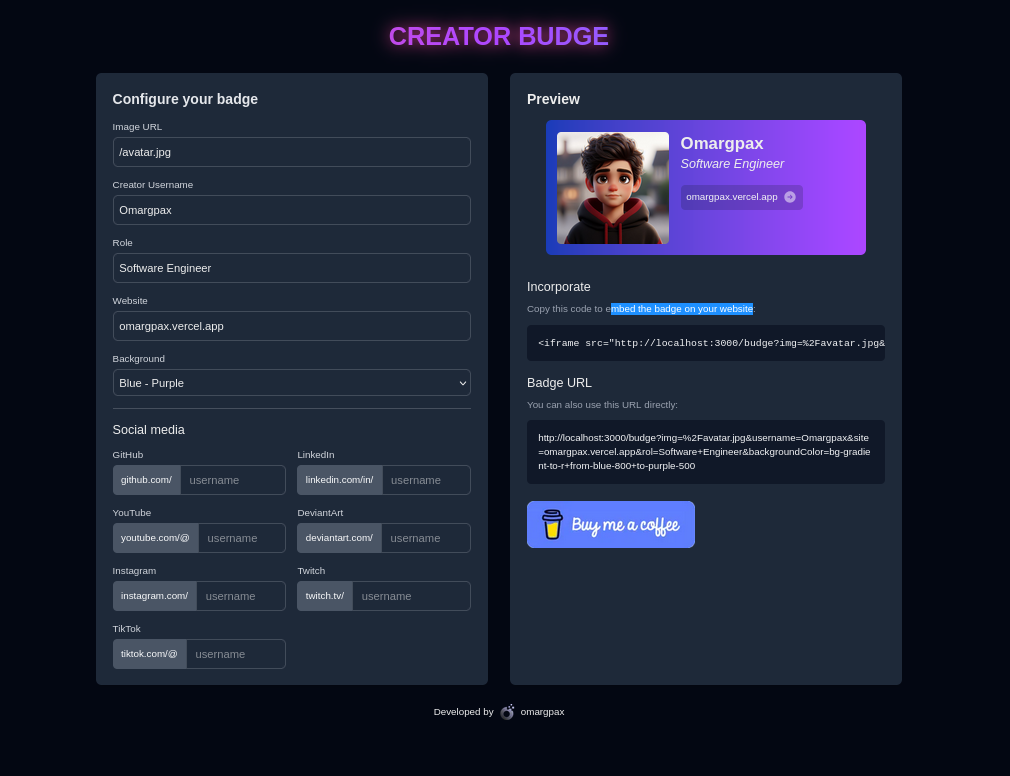 CREATOR BUDGE
Configure your badge
Image URL
/avatar.jpg
Creator Username
Omargpax
Role
Software Engineer
Website
omargpax.vercel.app
Background
Blue - Purple
Social media
GitHub
github.com/ username
LinkedIn
linkedin.com/in/ username
YouTube
youtube.com/@ username
DeviantArt
deviantart.com/ username
Instagram
instagram.com/ username
Twitch
twitch.tv/ username
TikTok
tiktok.com/@ username
Preview
Omargpax
Software Engineer
omargpax.vercel.app
Incorporate
Copy this code to embed the badge on your website:
<iframe src="http://localhost:3000/budge?img=%2Favatar.jpg&
Badge URL
You can also use this URL directly:
http://localhost:3000/budge?img=%2Favatar.jpg&username=Omargpax&site
=omargpax.vercel.app&rol=Software+Engineer&backgroundColor=bg-gradie
nt-to-r+from-blue-800+to-purple-500
Buy me a coffee
Developed by omargpax